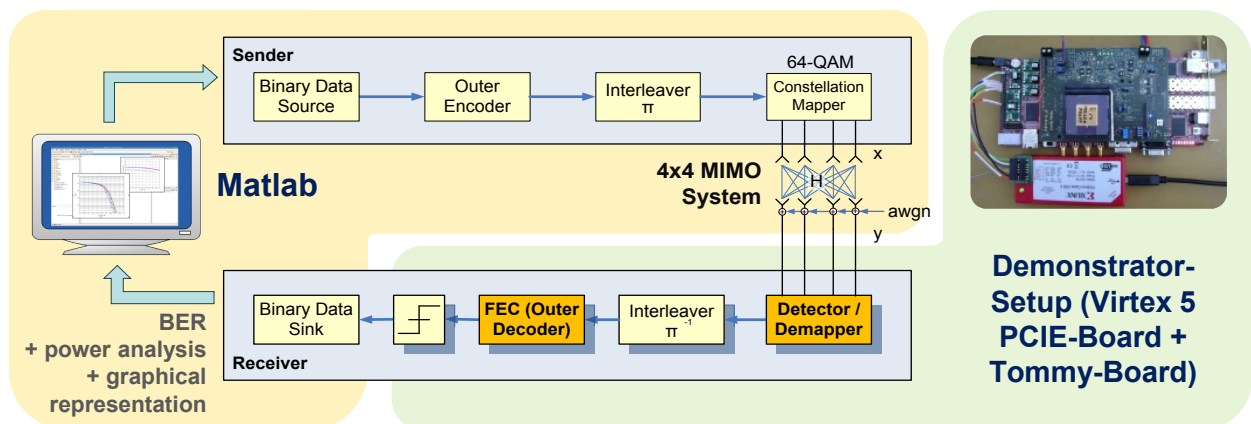 Sender
64-QAM
Binary Data
Source
Outer
Encoder
Interleaver
π
Constellation
Mapper
x
4x4 MIMO
System
H
awgn
y
Matlab
BER
+ power analysis
+ graphical
representation
Binary Data
Sink
FEC (Outer
Decoder)
Interleaver
π -1
Detector /
Demapper
Receiver
XILINX
Demonstrator-
Setup (Virtex 5
PCIE-Board +
Tommy-Board)